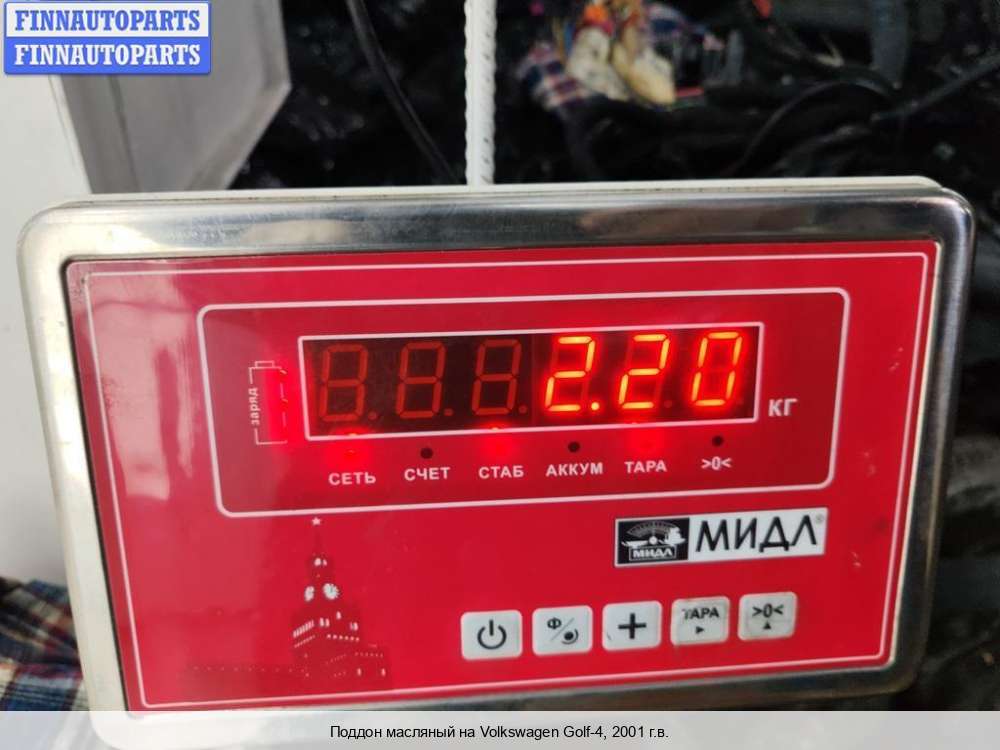 FINNAUTOPARTS
FINNAUTOPARTS
заряд
2.20
КГ
СЕТЬ СЧЕТ СТАБ АККУМ ТАРА >0<
МИДЛ МИДЛ®
Ф ТАРА >0<
Поддон масляный на Volkswagen Golf-4, 2001 г.в.